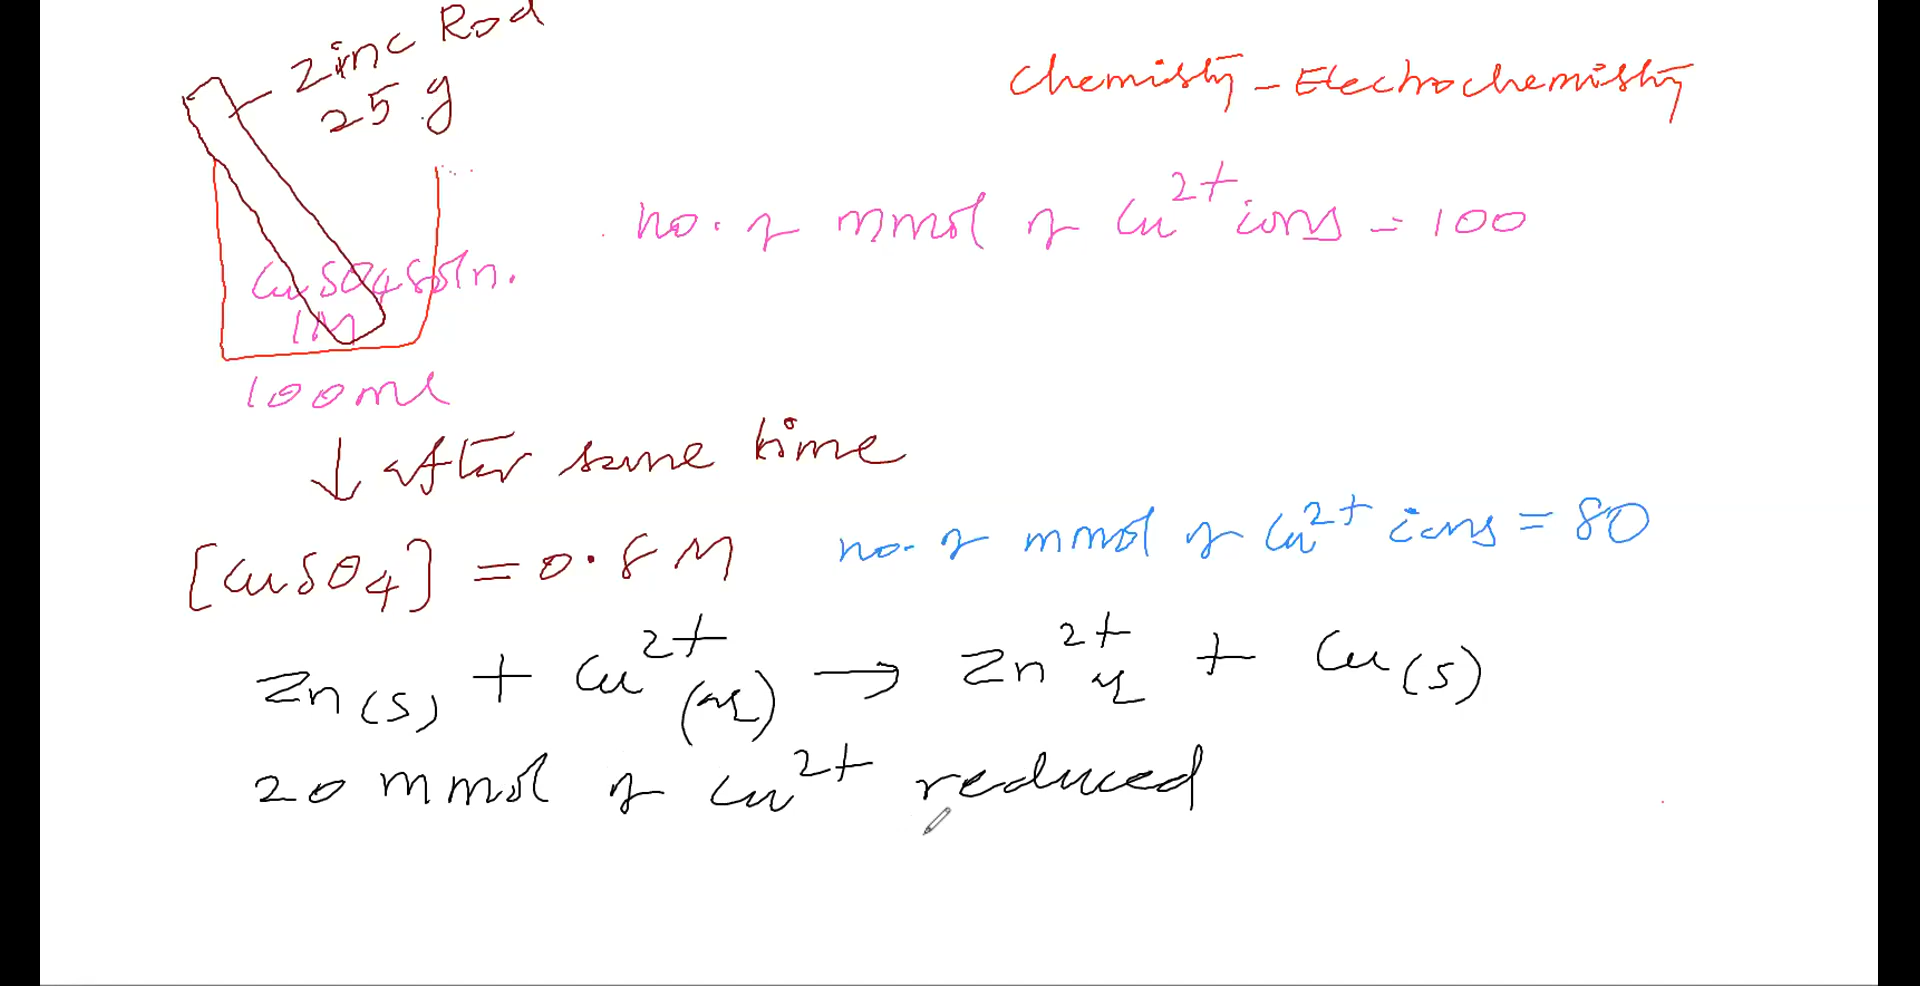 Zinc Rod
25 g
Chemistry - Electrochemistry
no. of mmol of Cu2+ ions = 100
CuSO4 soln.
1M
100ml
↓ after some time
[CuSO4] = 0.8 M
no. of mmol of Cu2+ ions = 80
Zn(s) + Cu2+(aq) → Zn2+aq + Cu(s)
20 mmol of Cu2+ reduced